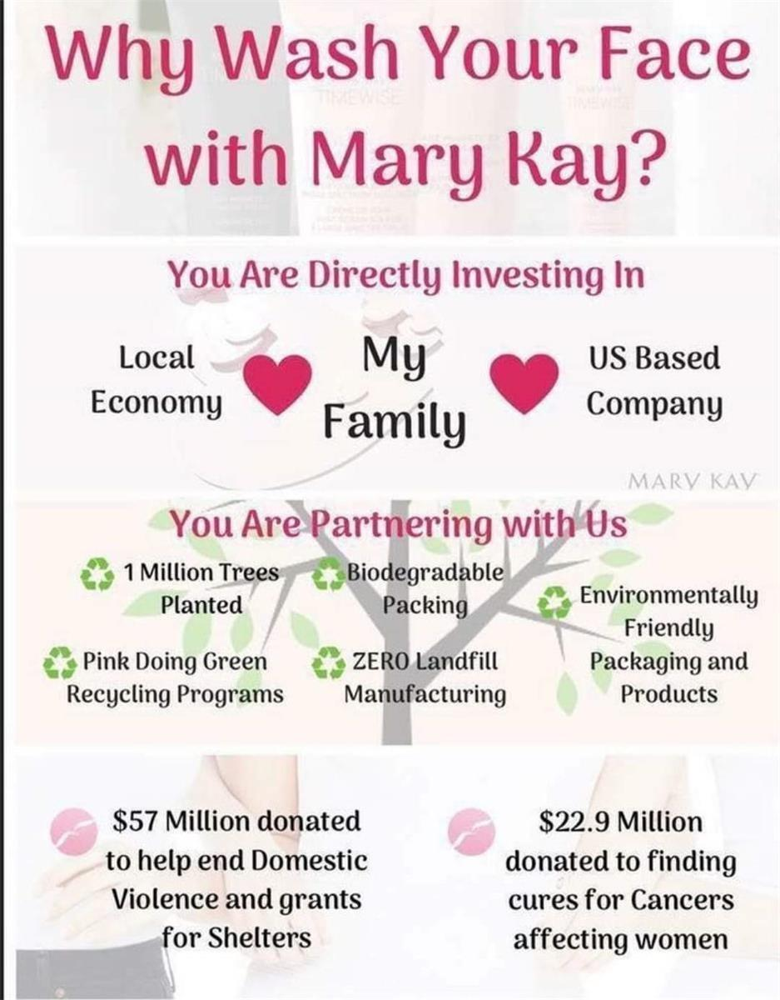 Why Wash Your Face
with Mary Kay?
TIMEWISE
TIMEWISE
You Are Directly Investing In
Local
Economy
My
Family
US Based
Company
MARY KAY
You Are Partnering with Us
1 Million Trees
Planted
Biodegradable
Packing
Environmentally
Friendly
Packaging and
Products
Pink Doing Green
Recycling Programs
ZERO Landfill
Manufacturing
$57 Million donated
to help end Domestic
Violence and grants
for Shelters
$22.9 Million
donated to finding
cures for Cancers
affecting women